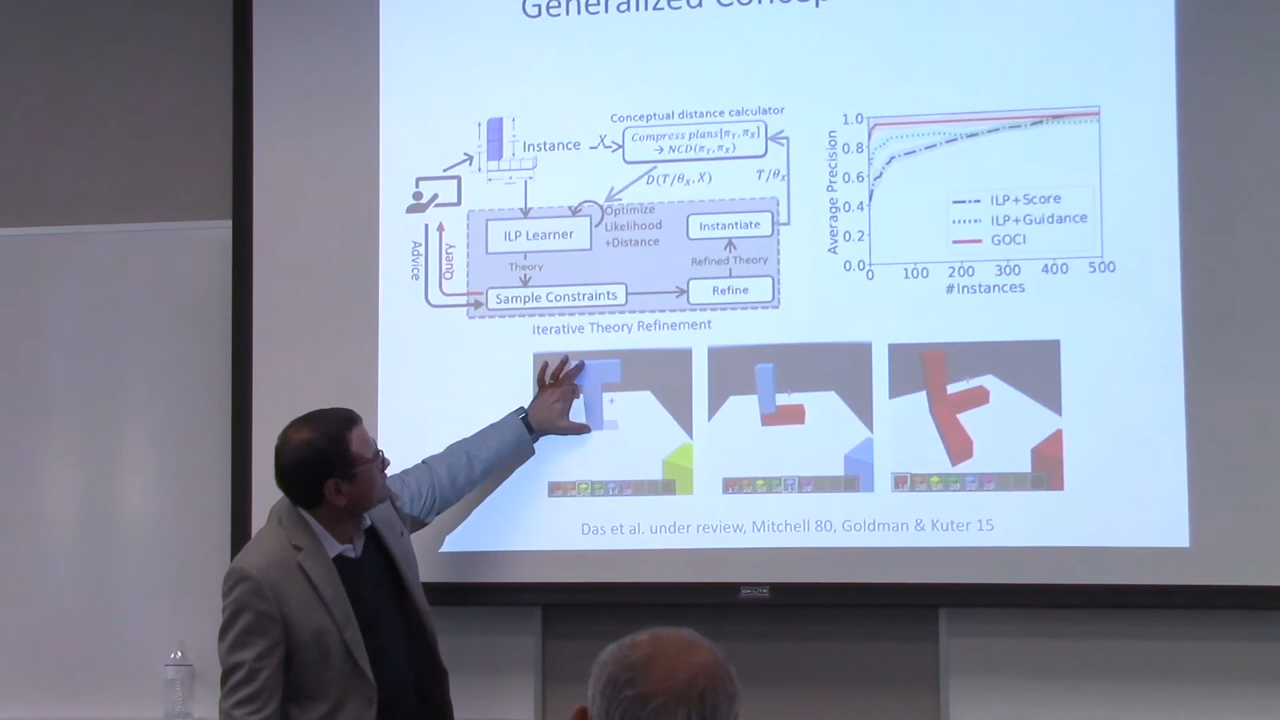 Generalized Concep
Conceptual distance calculator
Instance
X
Compress plans[π_T, π_X]
→ NCD(π_T, π_X)
D(T/θ_X, X)
T/θ_X
ILP Learner
Optimize
Likelihood
+Distance
Instantiate
Advice
Query
Theory
Refined Theory
Sample Constraints
Refine
Iterative Theory Refinement
Average Precision
1.0
0.8
0.6
0.4
0.2
0.0
ILP+Score
ILP+Guidance
GOCI
0 100 200 300 400 500
#Instances
Das et al. under review, Mitchell 80, Goldman & Kuter 15
DA-LITE